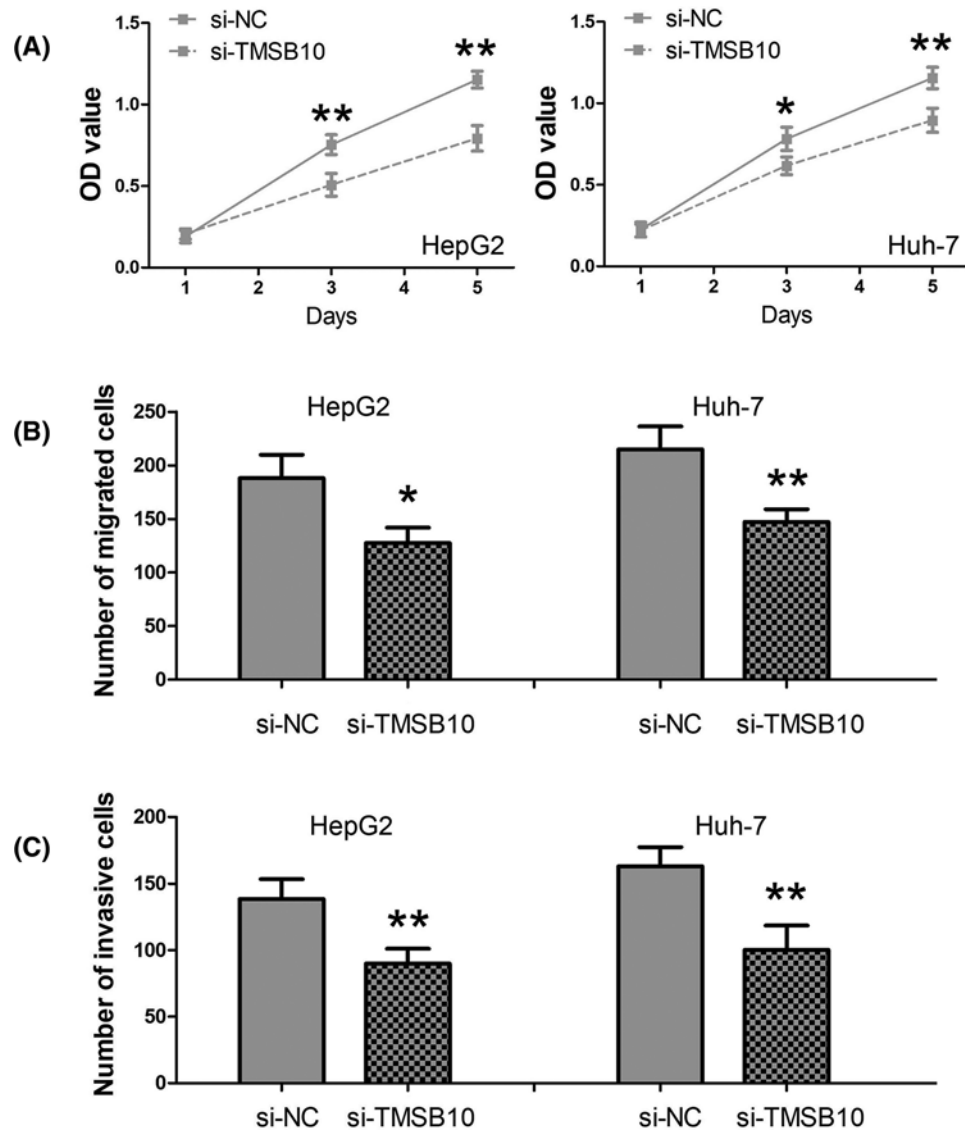 (A)
si-NC
si-TMSB10
**
**
OD value
1.5
1.0
0.5
0.0
1 2 3 4 5
Days
HepG2
si-NC
si-TMSB10
*
**
OD value
1.5
1.0
0.5
0.0
1 2 3 4 5
Days
Huh-7
(B)
Number of migrated cells
250
200
150
100
50
0
HepG2 Huh-7
*
**
si-NC si-TMSB10 si-NC si-TMSB10
(C)
Number of invasive cells
200
150
100
50
0
HepG2 Huh-7
**
**
si-NC si-TMSB10 si-NC si-TMSB10